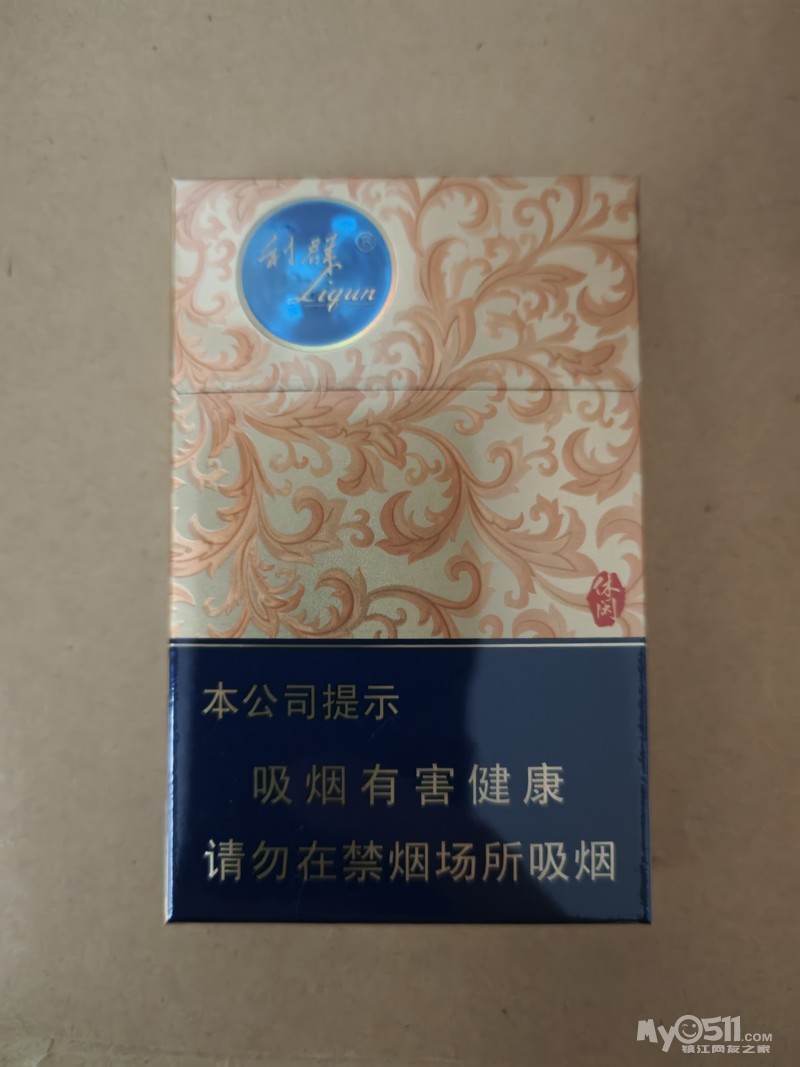 利群®
Liqun
休闲
本公司提示
吸烟有害健康
请勿在禁烟场所吸烟
My0511.COM
镇江网友之家